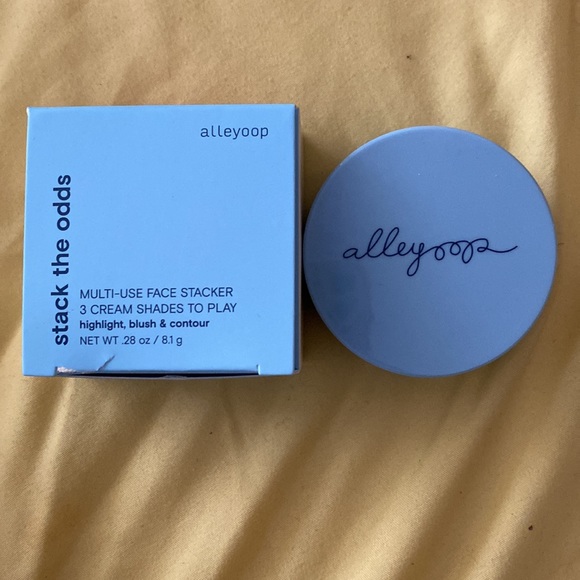 alleyoop
stack the odds
MULTI-USE FACE STACKER
3 CREAM SHADES TO PLAY
highlight, blush & contour
NET WT .28 oz / 8.1 g
alleyoop